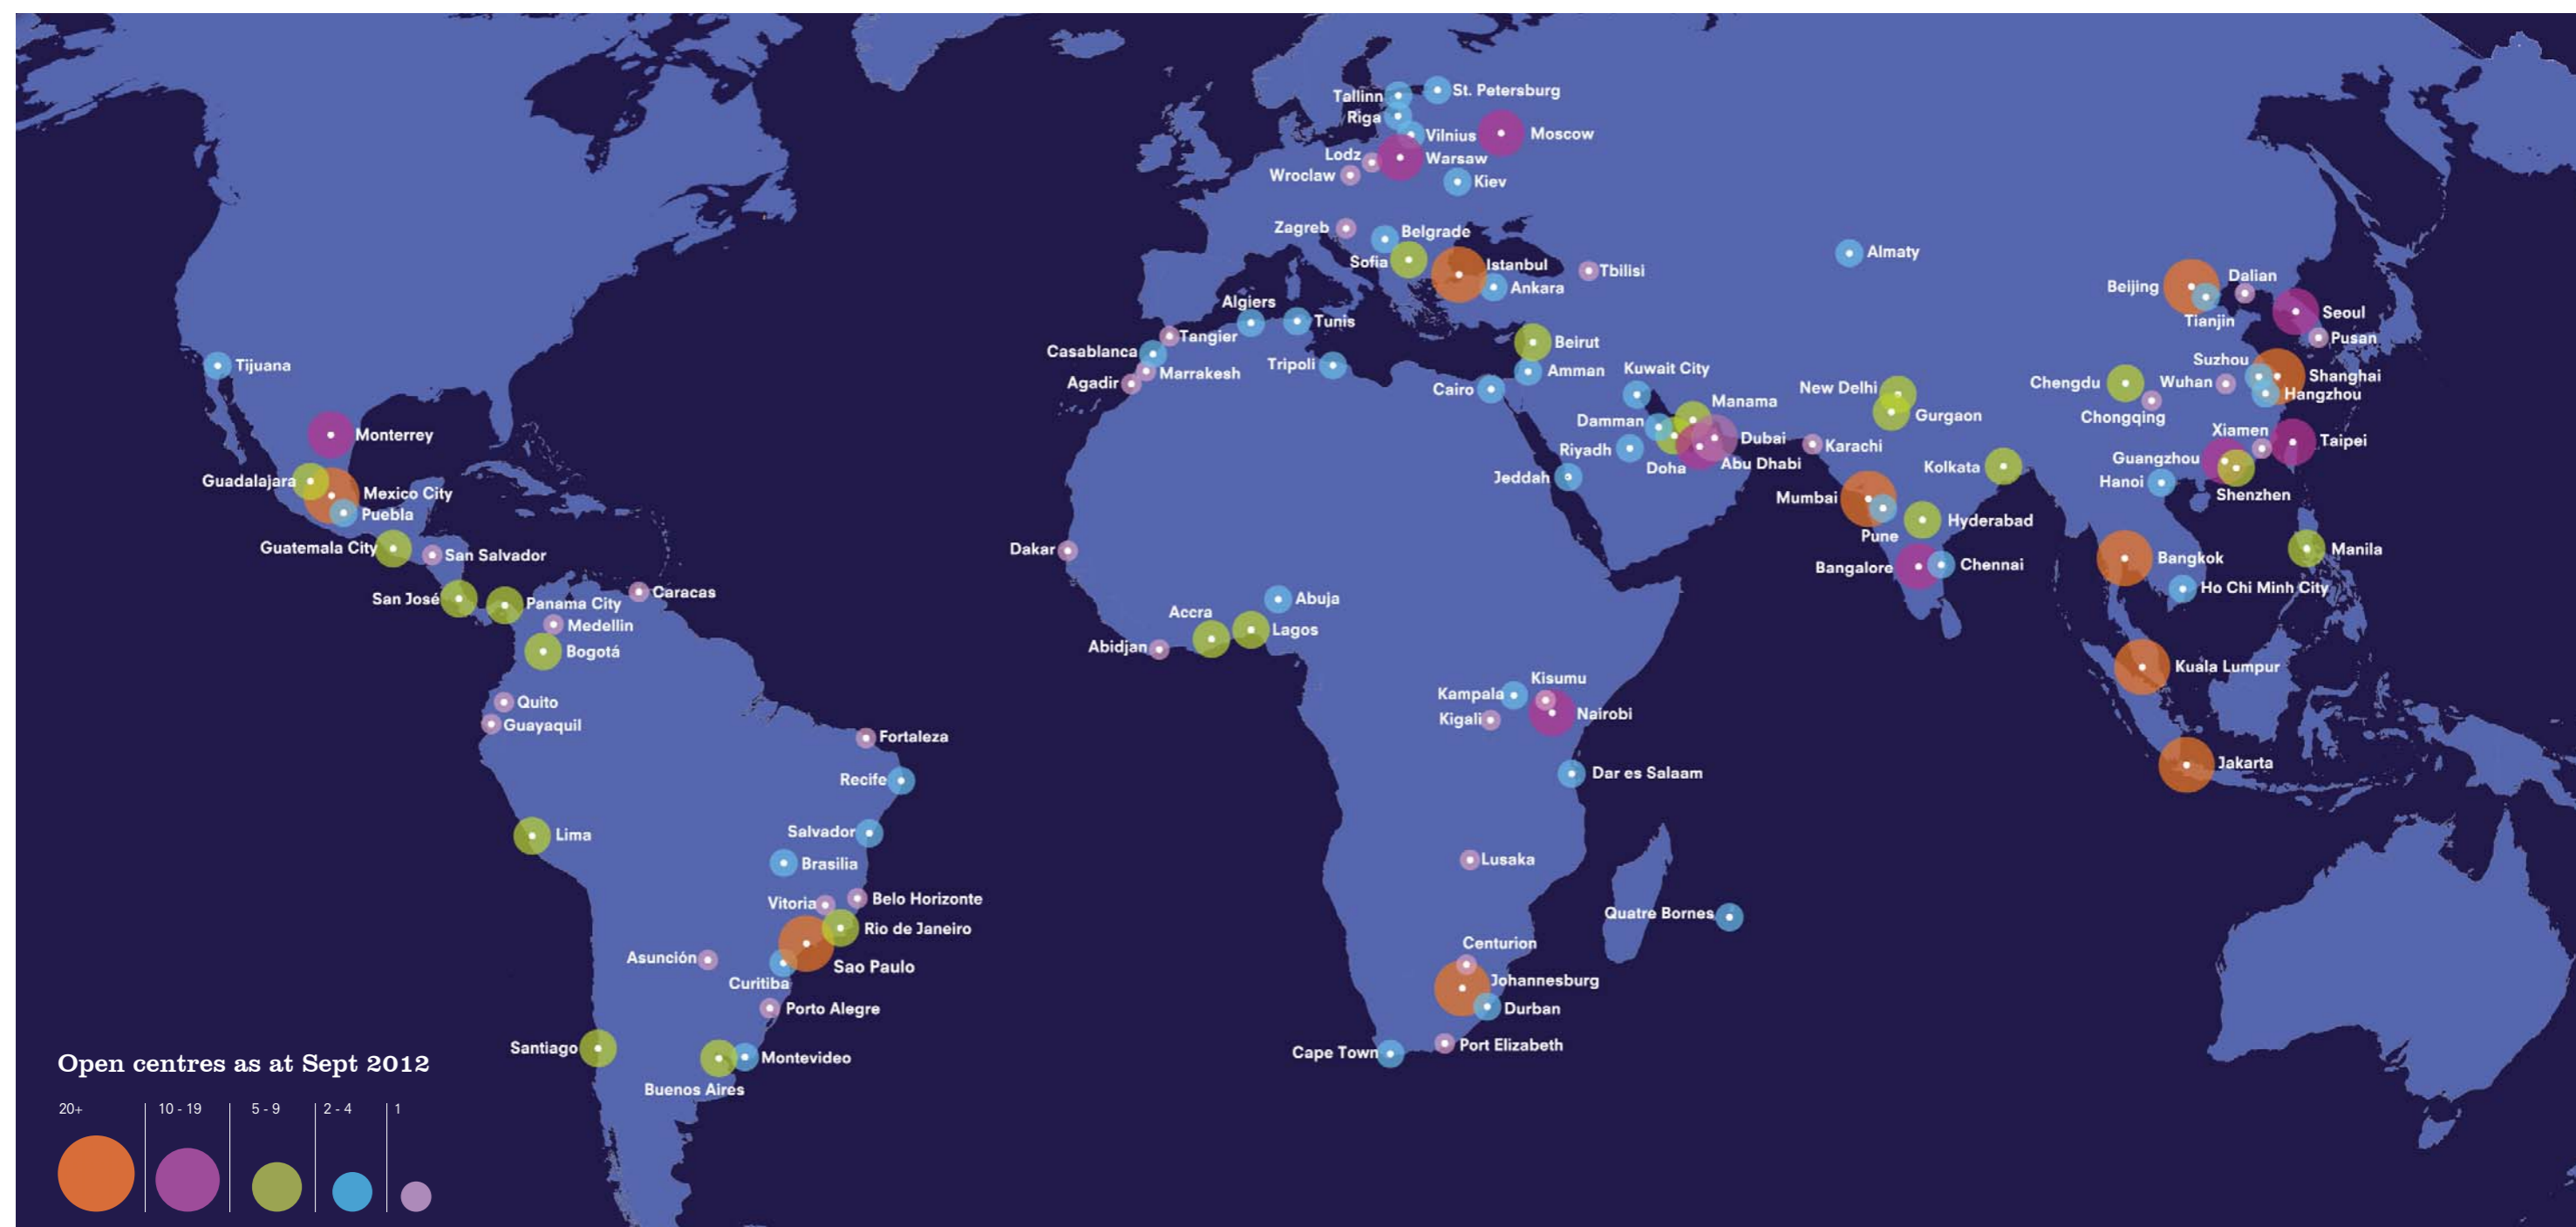 Tallinn
St. Petersburg
Riga
Vilnius
Moscow
Lodz
Warsaw
Wroclaw
Kiev
Zagreb
Belgrade
Sofia
Istanbul
Ankara
Tbilisi
Almaty
Algiers
Tunis
Tangier
Casablanca
Marrakesh
Agadir
Tripoli
Beirut
Amman
Cairo
Kuwait City
Manama
Damman
Dubai
Riyadh
Doha
Abu Dhabi
Jeddah
Karachi
New Delhi
Gurgaon
Kolkata
Mumbai
Pune
Hyderabad
Bangalore
Chennai
Beijing
Dalian
Tianjin
Seoul
Pusan
Suzhou
Shanghai
Chengdu
Wuhan
Hangzhou
Chongqing
Xiamen
Taipei
Guangzhou
Hanoi
Shenzhen
Bangkok
Manila
Ho Chi Minh City
Kuala Lumpur
Jakarta
Tijuana
Monterrey
Guadalajara
Mexico City
Puebla
Guatemala City
San Salvador
San José
Panama City
Caracas
Medellin
Bogotá
Quito
Guayaquil
Fortaleza
Recife
Lima
Salvador
Brasilia
Vitoria
Belo Horizonte
Rio de Janeiro
Asunción
Sao Paulo
Curitiba
Porto Alegre
Santiago
Montevideo
Buenos Aires
Dakar
Abuja
Accra
Lagos
Abidjan
Kisumu
Kampala
Kigali
Nairobi
Dar es Salaam
Lusaka
Quatre Bornes
Centurion
Johannesburg
Durban
Cape Town
Port Elizabeth
Open centres as at Sept 2012
20+
10 - 19
5 - 9
2 - 4
1